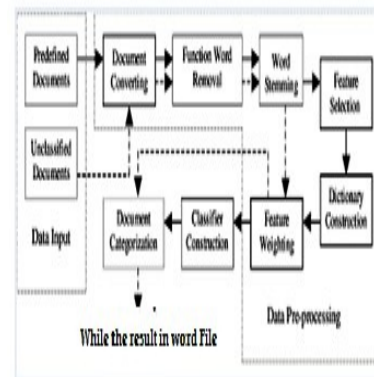 Predefined
Documents
Document
Converting
Function Word
Removal
Word
Stemming
Feature
Selection
Unclassified
Documents
Data Input
Document
Categorization
Classifier
Construction
Feature
Weighting
Dictionary
Construction
Data Pre-processing
While the result in word File